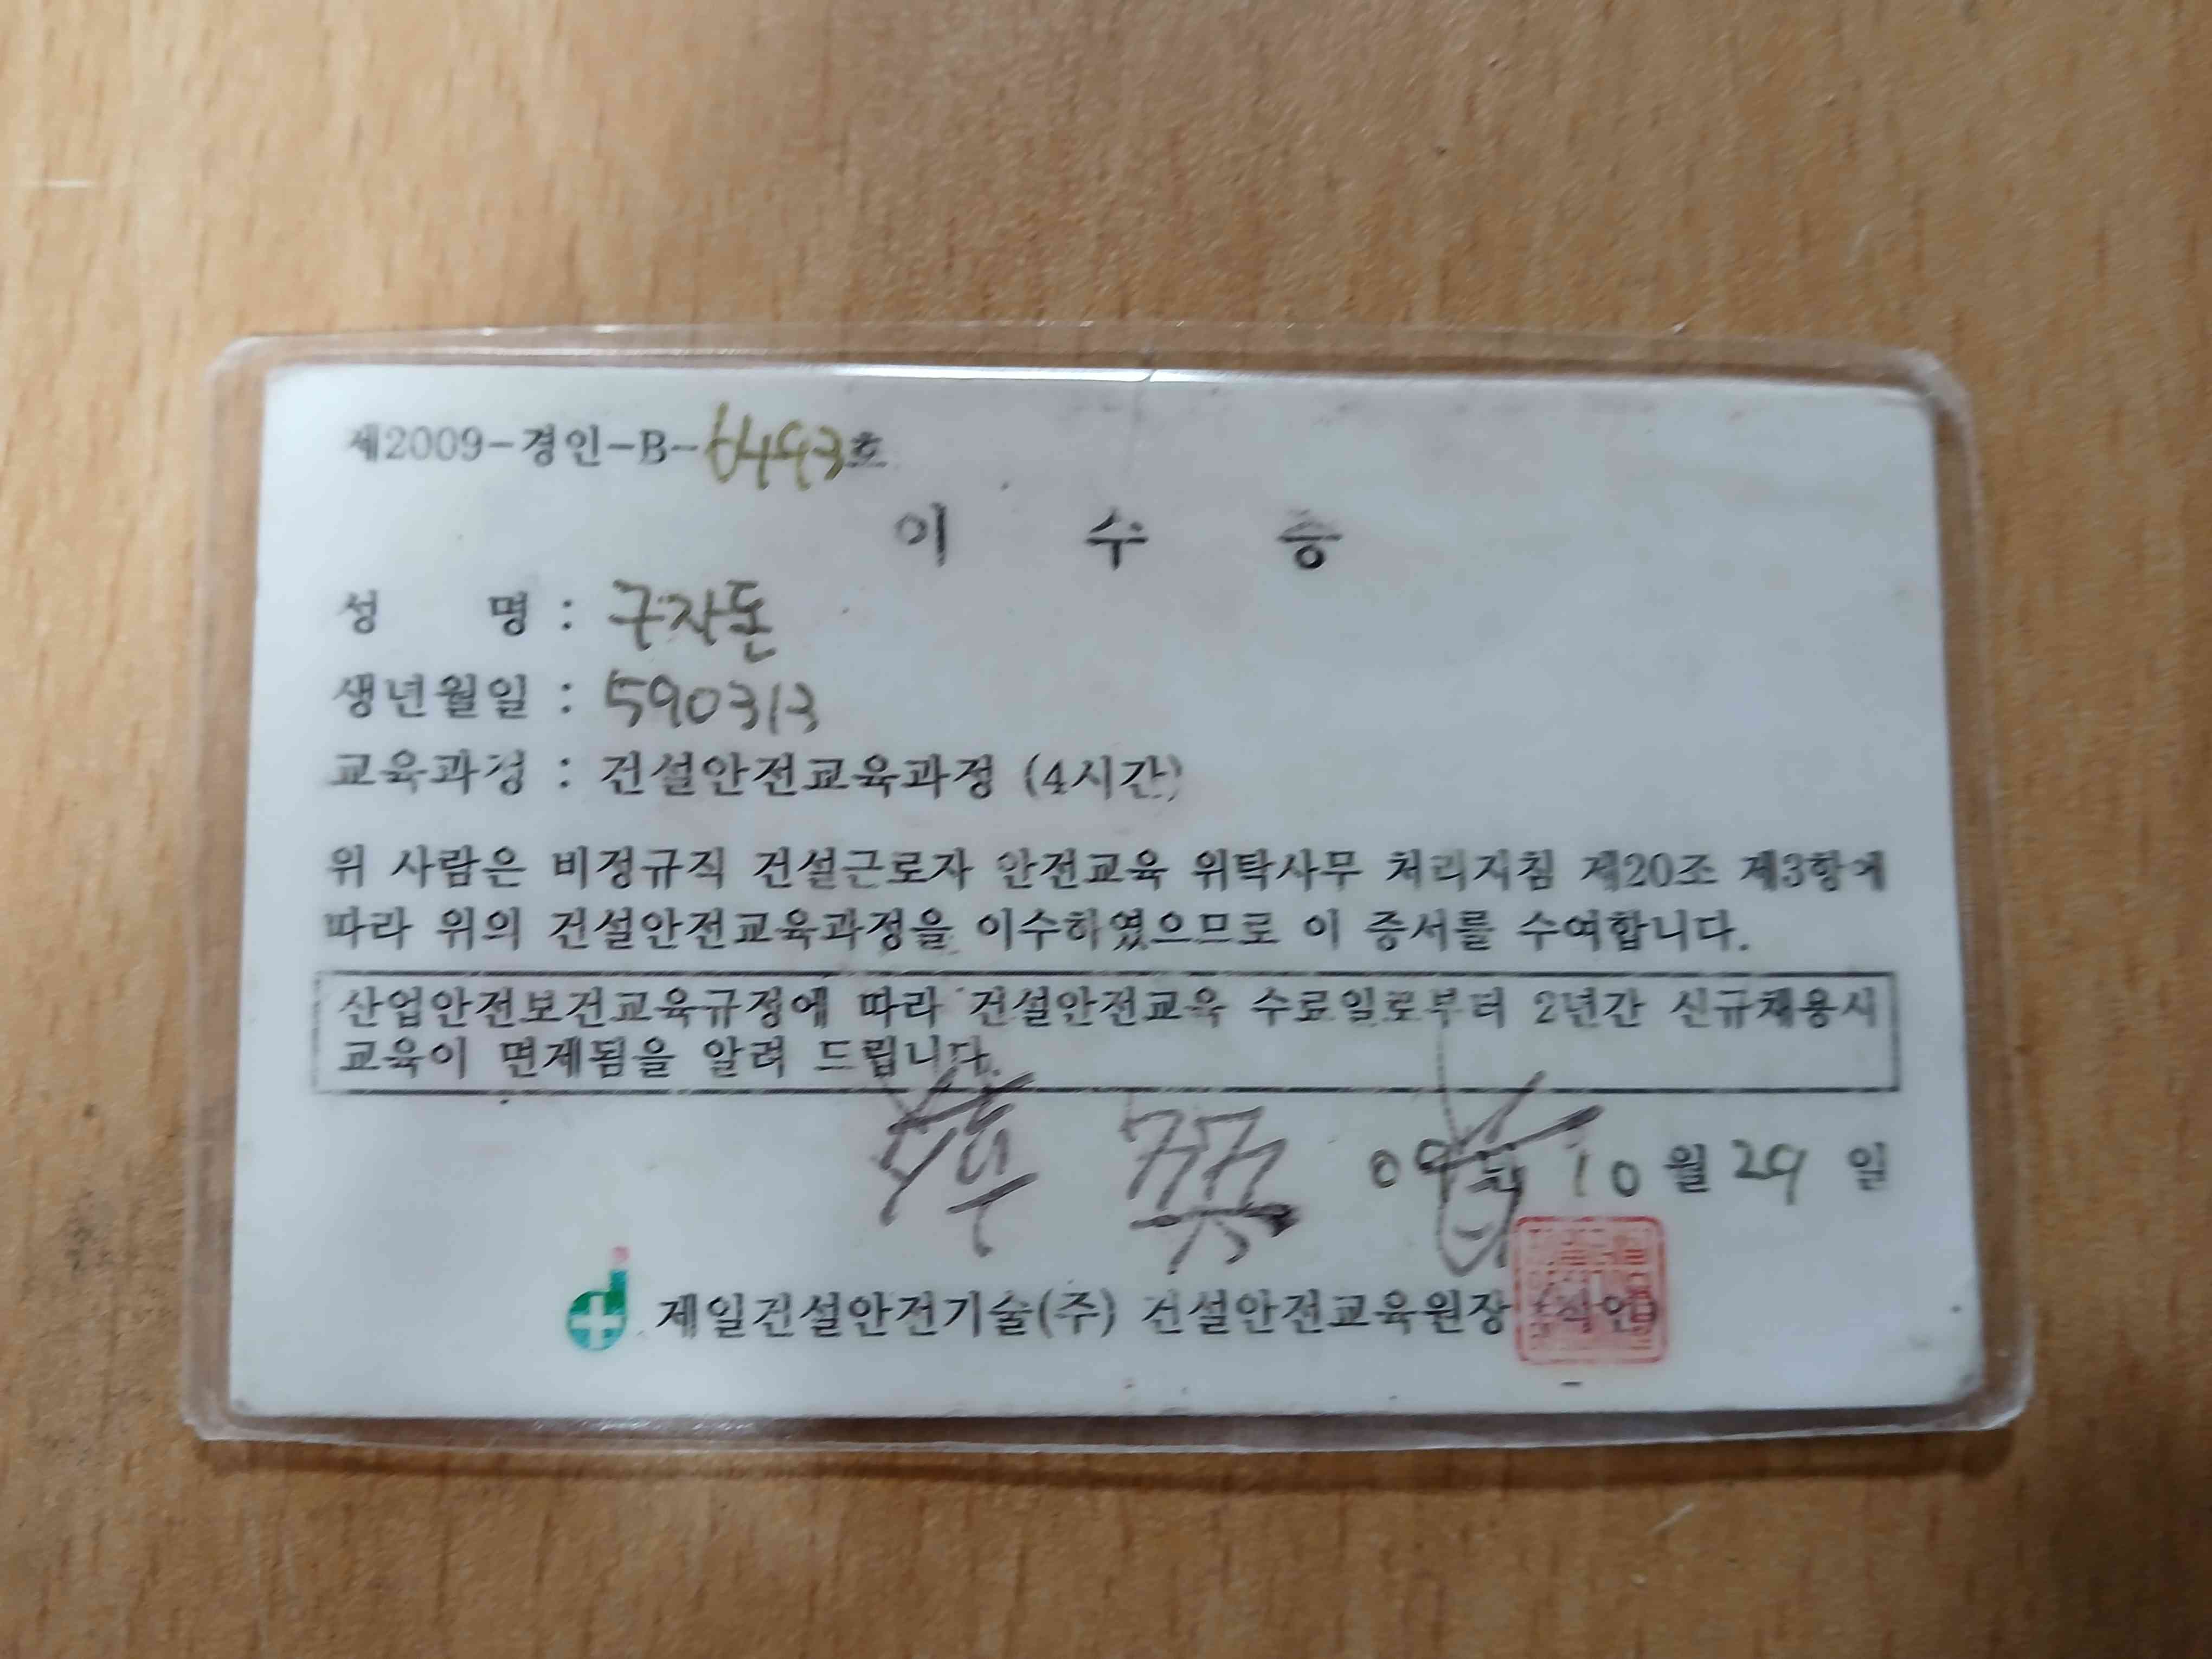 제2009-경인-B-6493호
이 수 증
성 명 : 구자돈
생년월일 : 590313
교육과정 : 건설안전교육과정 (4시간)
위 사람은 비정규직 건설근로자 안전교육 위탁사무 처리지침 제20조 제3항에
따라 위의 건설안전교육과정을 이수하였으므로 이 증서를 수여합니다.
산업안전보건교육규정에 따라 건설안전교육 수료일로부터 2년간 신규채용시
교육이 면제됨을 알려 드립니다.
09년 10월 29일
제일건설안전기술(주) 건설안전교육원장 (직인)